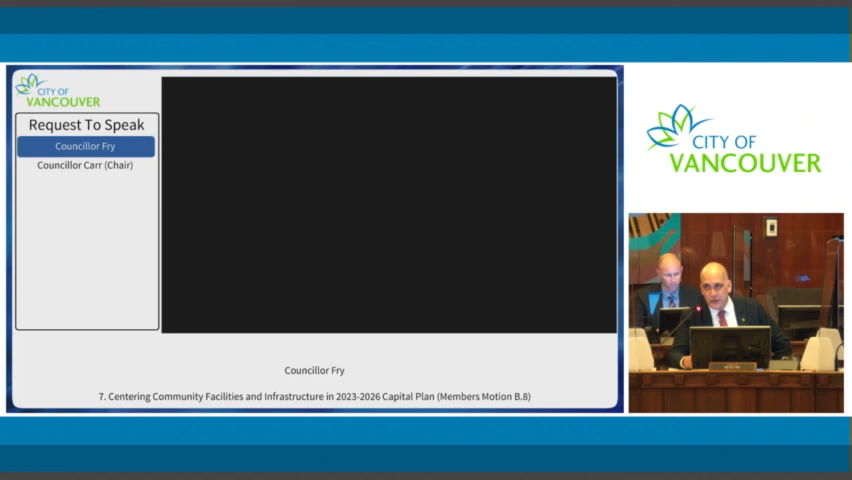 CITY OF
VANCOUVER
Request To Speak
Councillor Fry
Councillor Carr (Chair)
Councillor Fry
7. Centering Community Facilities and Infrastructure in 2023-2026 Capital Plan (Members Motion B.8)
CITY OF
VANCOUVER